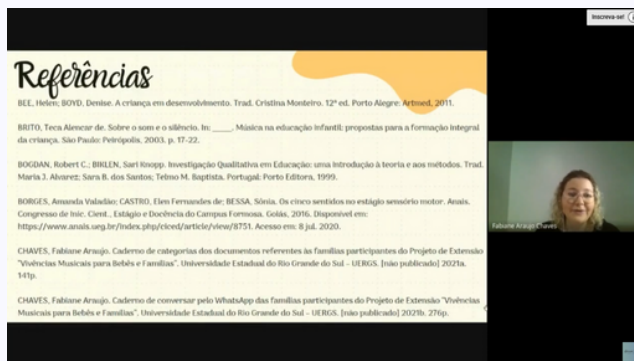 Inscreva-se!
Referências
BEE, Helen; BOYD, Denise. A criança em desenvolvimento. Trad. Cristina Monteiro. 12ª ed. Porto Alegre: Artmed, 2011.
BRITO, Teca Alencar de. Sobre o som e o silêncio. In: ____. Música na educação infantil: propostas para a formação integral
da criança. São Paulo: Peirópolis, 2003. p. 17-22.
BOGDAN, Robert C.; BIKLEN, Sari Knopp. Investigação Qualitativa em Educação: uma introdução à teoria e aos métodos. Trad.
Maria J. Alvarez; Sara B. dos Santos; Telmo M. Baptista. Portugal: Porto Editora, 1999.
BORGES, Amanda Valadão; CASTRO, Elen Fernandes de; BESSA, Sônia. Os cinco sentidos no estágio sensório motor. Anais.
Congresso de Inic. Cient., Estágio e Docência do Campus Formosa. Goiás, 2016. Disponível em:
https://www.anais.ueg.br/index.php/ciced/article/view/8751. Acesso em: 8 jul. 2020.
CHAVES, Fabiane Araujo. Caderno de categorias dos documentos referentes às famílias participantes do Projeto de Extensão
"Vivências Musicais para Bebês e Famílias". Universidade Estadual do Rio Grande do Sul - UERGS. [não publicado] 2021a.
141p.
CHAVES, Fabiane Araujo. Caderno de conversar pelo WhatsApp das famílias participantes do Projeto de Extensão "Vivências
Musicais para Bebês e Famílias". Universidade Estadual do Rio Grande do Sul - UERGS. [não publicado] 2021b. 276p.
Fabiane Araujo Chaves